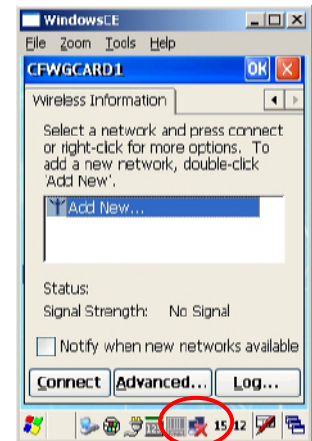 WindowsCE
File Zoom Tools Help
CFWGCARD1 OK
Wireless Information
Select a network and press connect
or right-click for more options. To
add a new network, double-click
'Add New'.
Add New...
Status:
Signal Strength: No Signal
Notify when new networks available
Connect Advanced... Log...
15 12